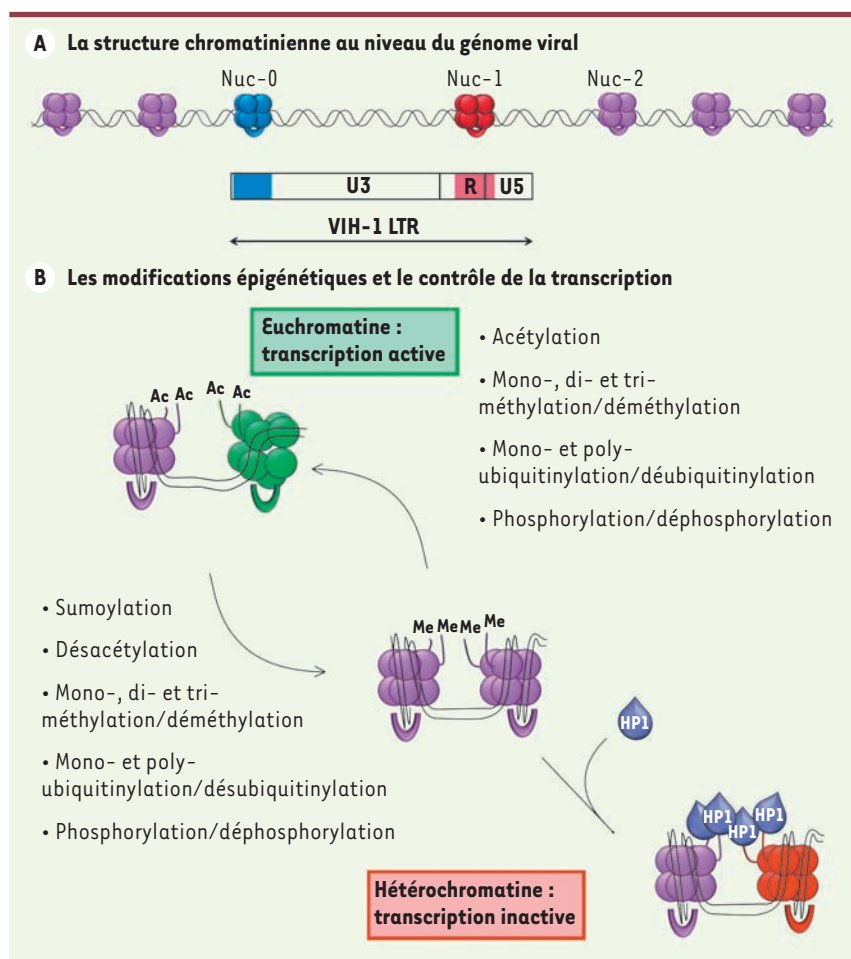 A La structure chromatinienne au niveau du génome viral
Nuc-0 Nuc-1 Nuc-2
U3 R U5
VIH-1 LTR
B Les modifications épigénétiques et le contrôle de la transcription
Euchromatine :
transcription active
• Acétylation
• Mono-, di- et tri-
méthylation/déméthylation
• Mono- et poly-
ubiquitinylation/déubiquitinylation
• Phosphorylation/déphosphorylation
Ac Ac Ac Ac
• Sumoylation
• Désacétylation
• Mono-, di- et tri-
méthylation/déméthylation
• Mono- et poly-
ubiquitinylation/désubiquitinylation
• Phosphorylation/déphosphorylation
Me Me Me Me
HP1
HP1 HP1 HP1
Hétérochromatine :
transcription inactive